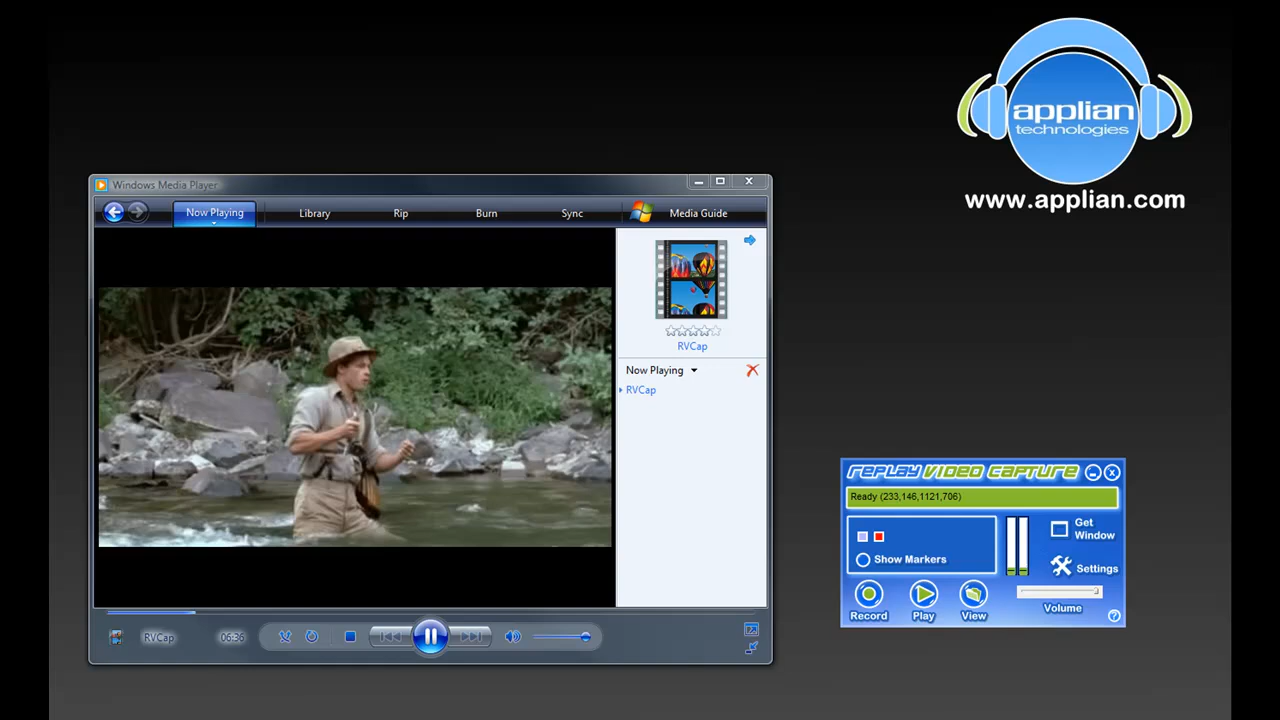 applian
technologies
www.applian.com
Windows Media Player
Now Playing
Library
Rip
Burn
Sync
Media Guide
RVCap
Now Playing
RVCap
RePLay ViDeo CaPTURe
Ready (233,146,1121,706)
Get
Window
Show Markers
Settings
Record
Play
View
Volume
RVCap
06:36